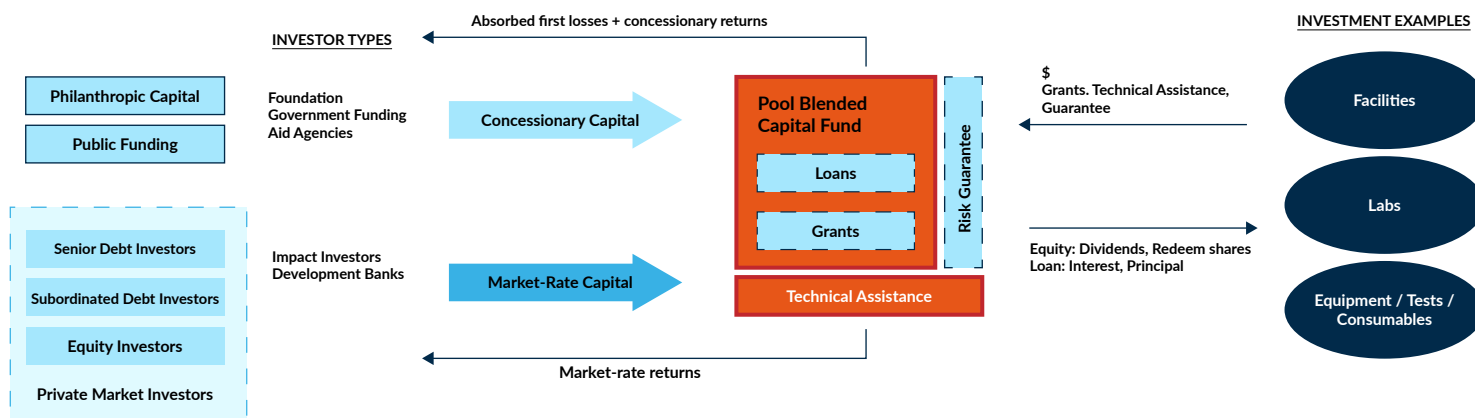 Absorbed first losses + concessionary returns
INVESTOR TYPES
INVESTMENT EXAMPLES
Philanthropic Capital
Public Funding
Foundation
Government Funding
Aid Agencies
Concessionary Capital
Pool Blended
Capital Fund
Loans
Grants
Risk Guarantee
Technical Assistance
$
Grants. Technical Assistance,
Guarantee
Facilities
Labs
Equipment / Tests /
Consumables
Equity: Dividends, Redeem shares
Loan: Interest, Principal
Senior Debt Investors
Subordinated Debt Investors
Equity Investors
Private Market Investors
Impact Investors
Development Banks
Market-Rate Capital
Market-rate returns